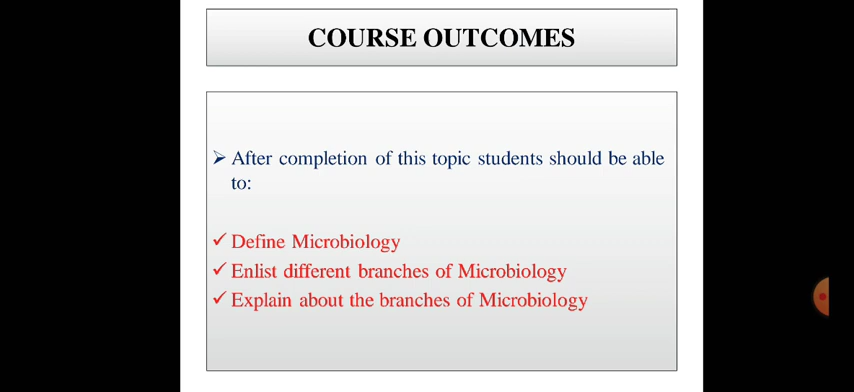 COURSE OUTCOMES
➢ After completion of this topic students should be able
to:
✓ Define Microbiology
✓ Enlist different branches of Microbiology
✓ Explain about the branches of Microbiology